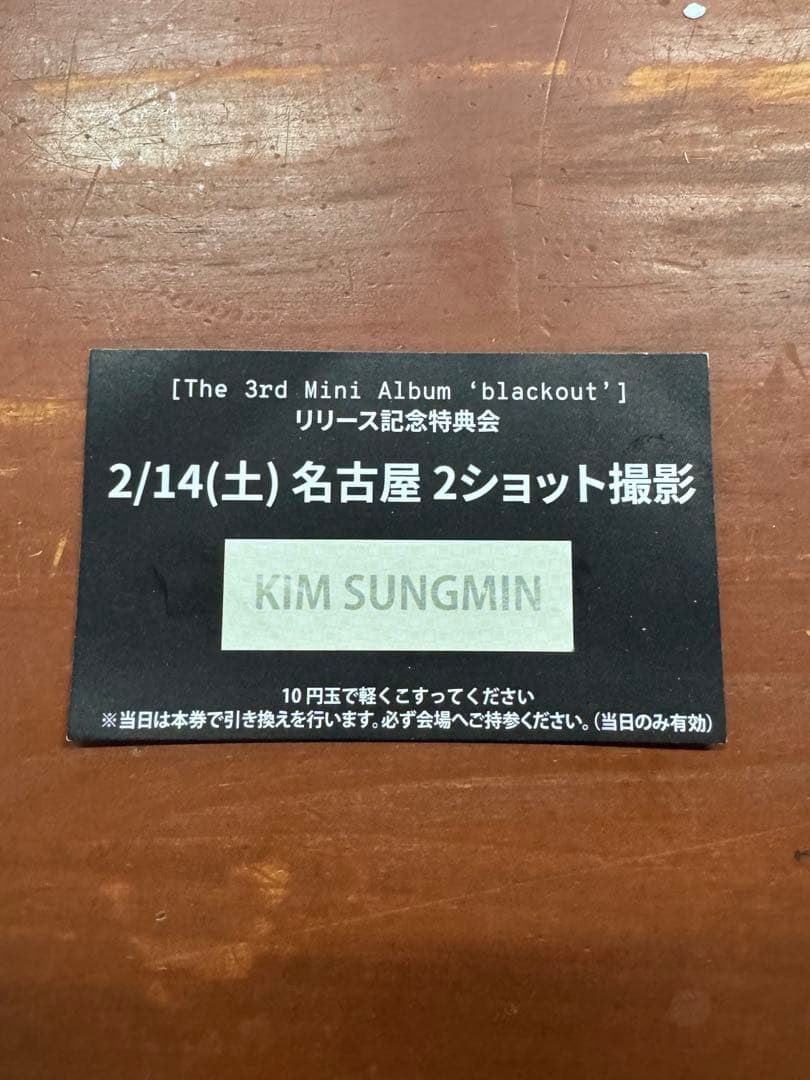 [The 3rd Mini Album ‘blackout’]
リリース記念特典会
2/14(土) 名古屋 2ショット撮影
KIM SUNGMIN
10 円玉で軽くこすってください
※当日は本券で引き換えを行います。必ず会場へご持参ください。(当日のみ有効)